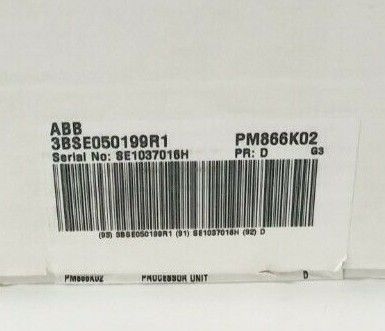 ABB
3BSE050199R1 PM866K02
Serial No: SE1037016H PR: D G3
(93) 3BSE050199R1 (91) SE1037016H (92) D
PM866K02 PROCESSOR UNIT D